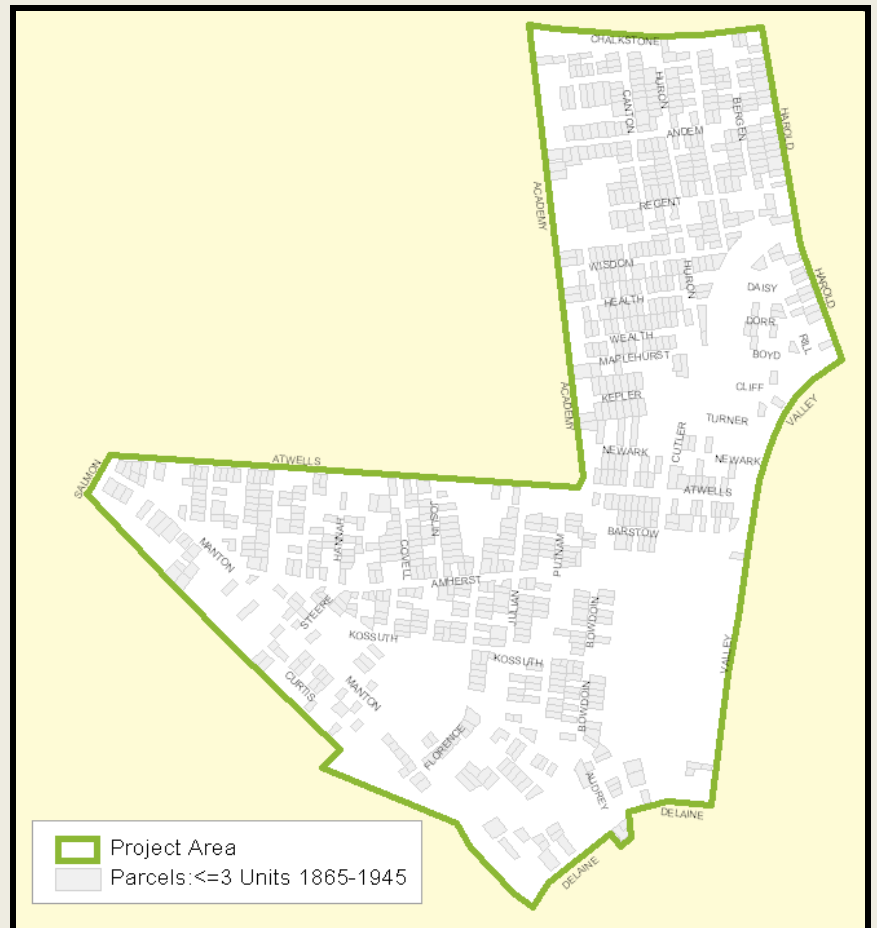 CHALKSTONE
HURON
CANTON
BERGEN
HAROLD
ANDEM
ACADEMY
REGENT
WISDOM
HURON
HAROLD
DAISY
HEALTH
DORR
WEALTH
RILL
MAPLEHURST
BOYD
CLIFF
KEPLER
ACADEMY
VALLEY
TURNER
CUTLER
NEWARK
NEWARK
ATWELLS
SALMON
ATWELLS
JOSLIN
BARSTOW
HANNAH
COVELL
PUTNAM
MANTON
AMHERST
STEERE
JULIAN
BOWDOIN
KOSSUTH
VALLEY
KOSSUTH
CURTIS
MANTON
BOWDOIN
FLORENCE
AUDREY
DELAINE
DELAINE
Project Area
Parcels:<=3 Units 1865-1945